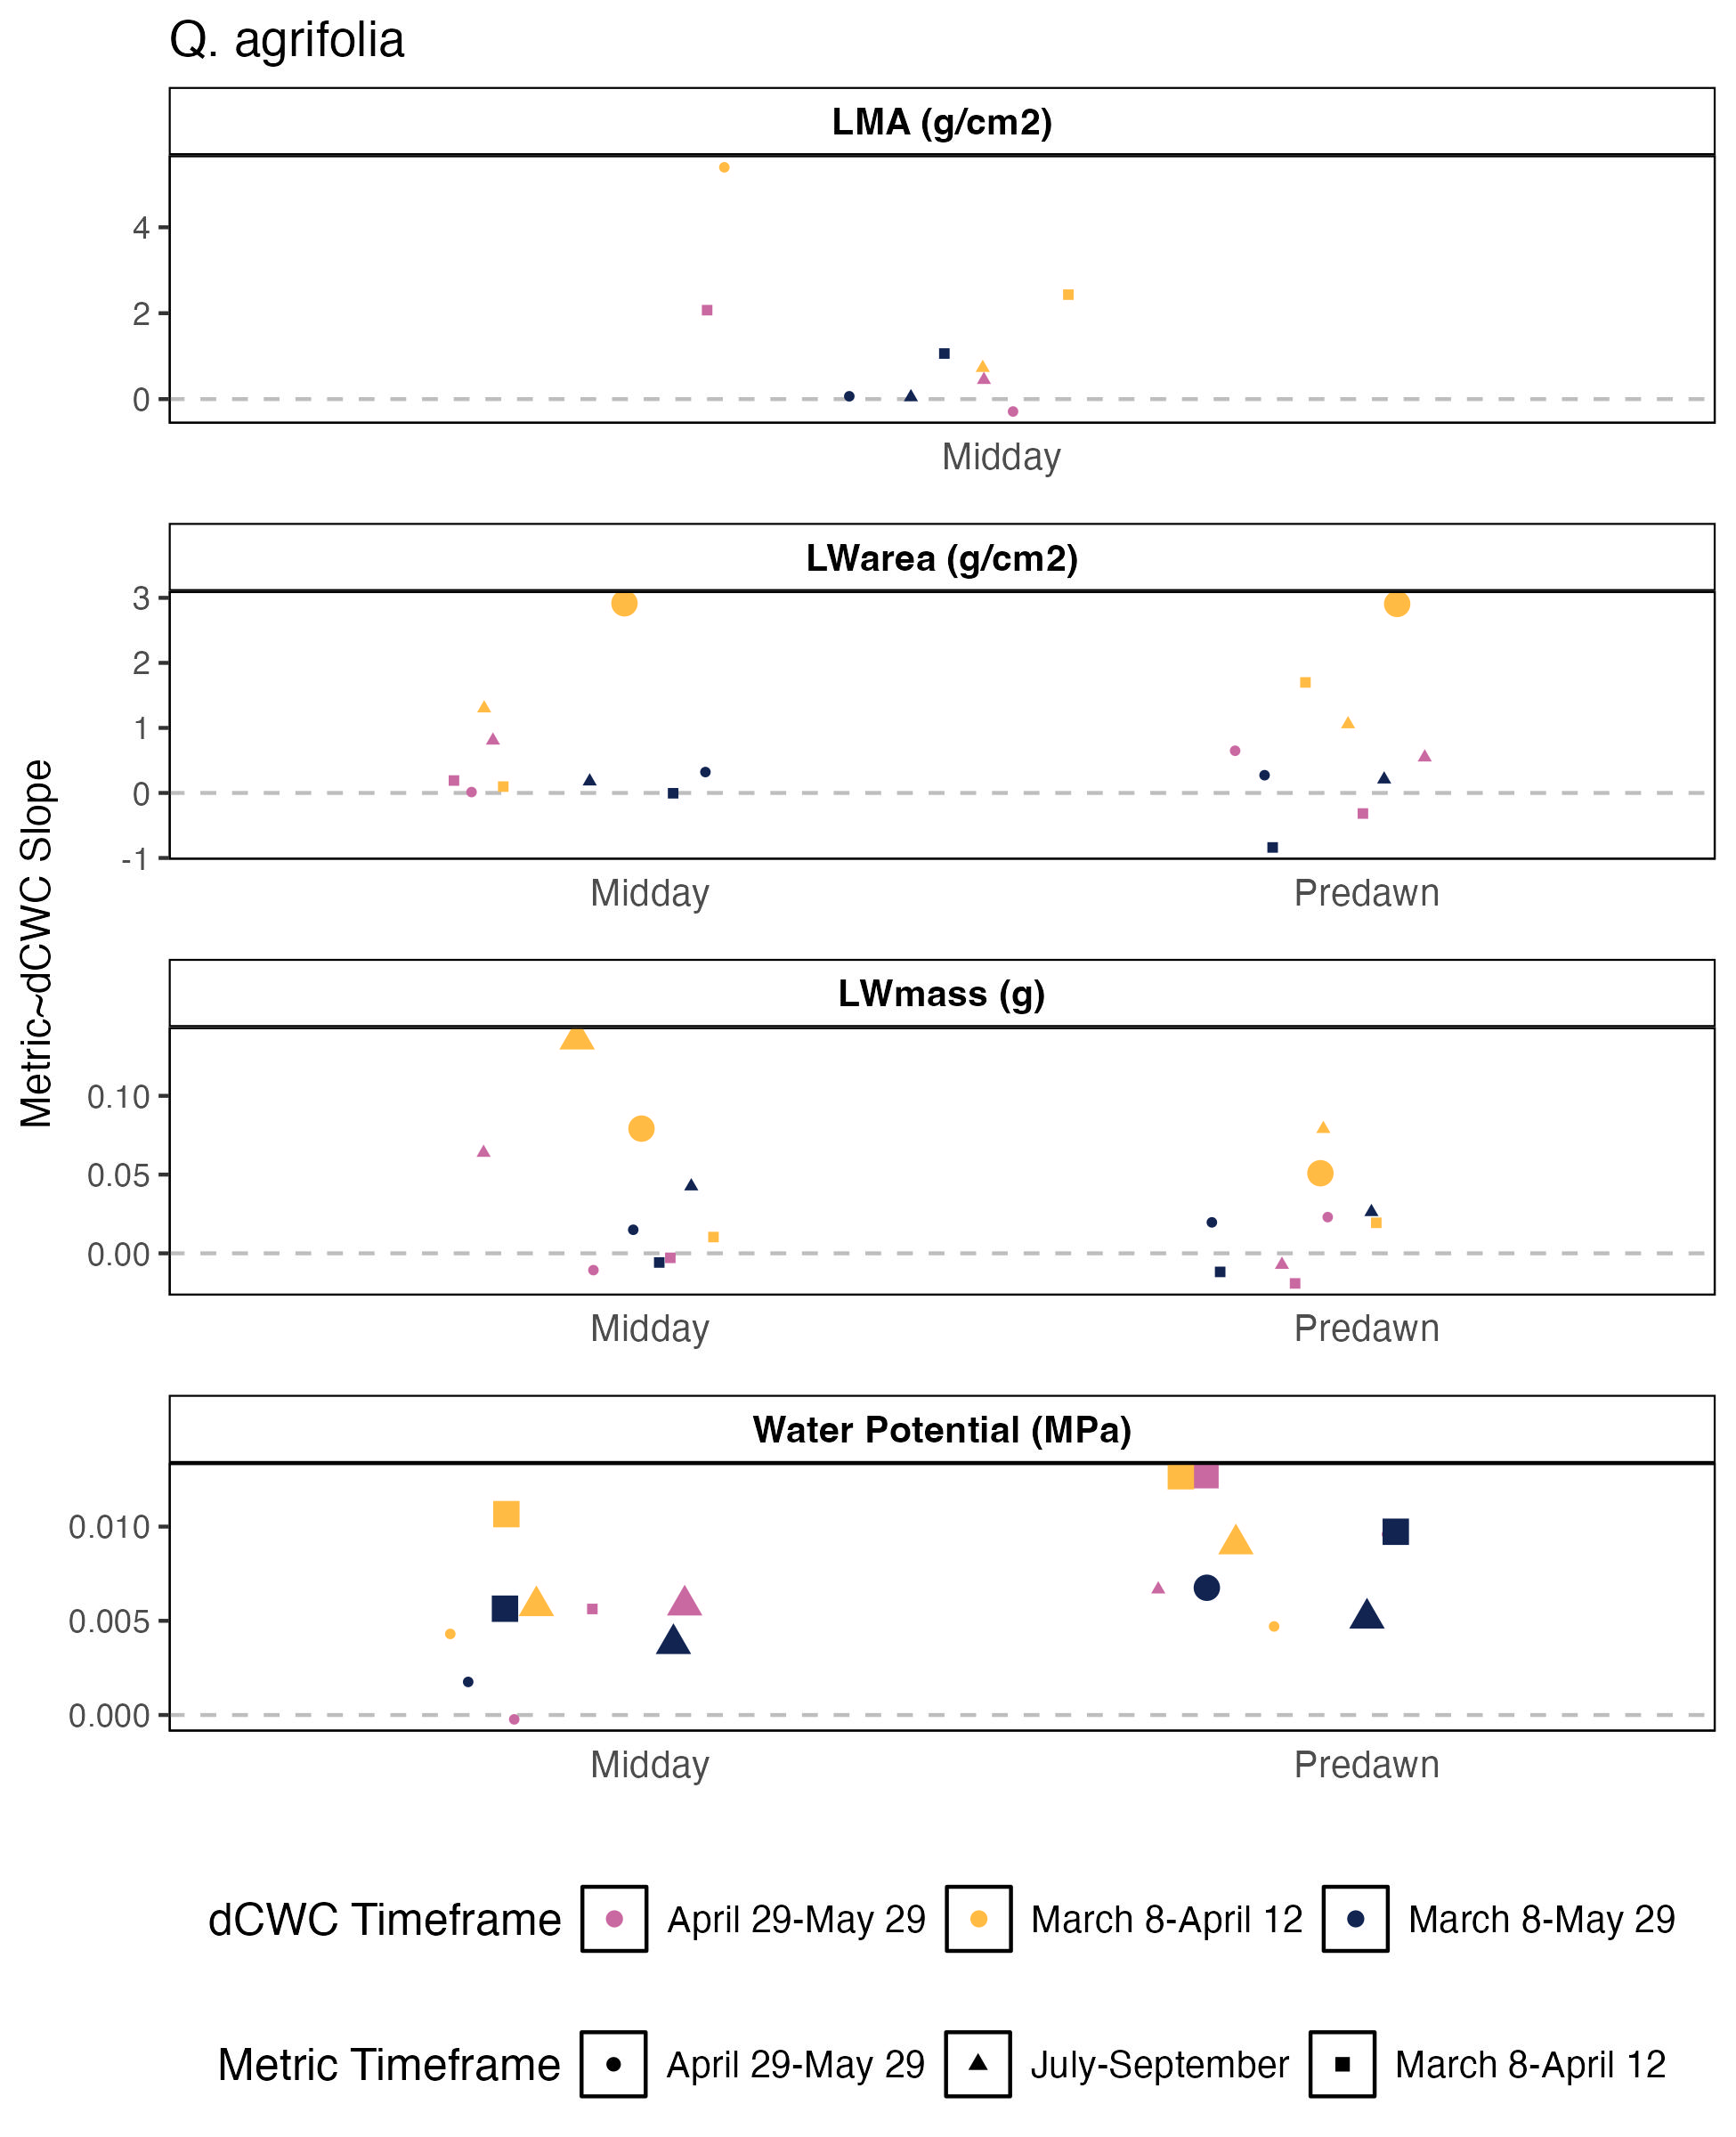 Q. agrifolia
LMA (g/cm2)
4
2
0
Midday
LWarea (g/cm2)
3
2
1
0
-1
Midday Predawn
Metric~dCWC Slope
LWmass (g)
0.10
0.05
0.00
Midday Predawn
Water Potential (MPa)
0.010
0.005
0.000
Midday Predawn
dCWC Timeframe April 29-May 29 March 8-April 12 March 8-May 29
Metric Timeframe April 29-May 29 July-September March 8-April 12